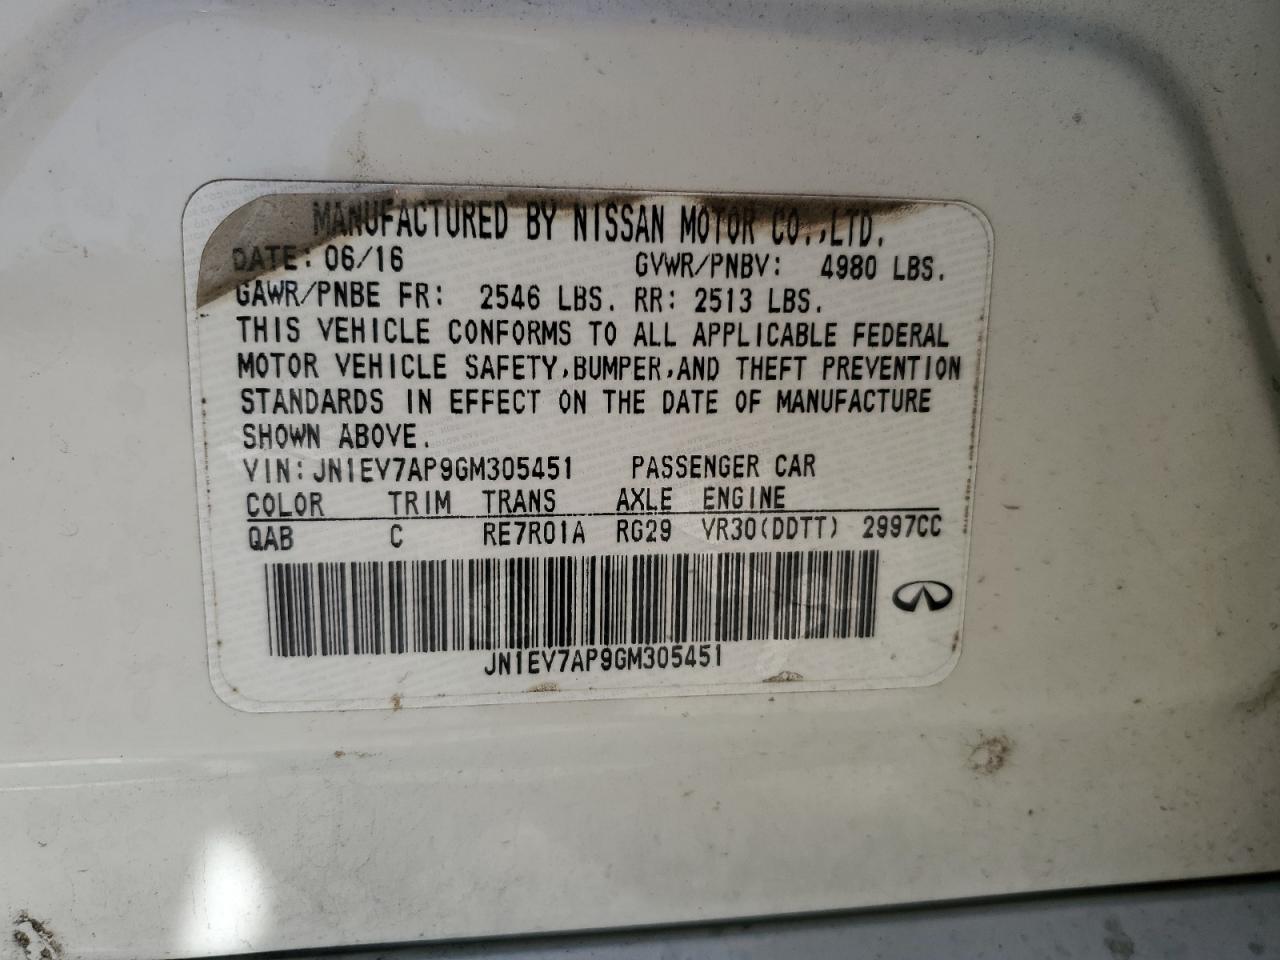 MANUFACTURED BY NISSAN MOTOR CO.,LTD.
DATE: 06/16 GVWR/PNBV: 4980 LBS.
GAWR/PNBE FR: 2546 LBS. RR: 2513 LBS.
THIS VEHICLE CONFORMS TO ALL APPLICABLE FEDERAL
MOTOR VEHICLE SAFETY,BUMPER,AND THEFT PREVENTION
STANDARDS IN EFFECT ON THE DATE OF MANUFACTURE
SHOWN ABOVE.
VIN:JN1EV7AP9GM305451 PASSENGER CAR
COLOR TRIM TRANS AXLE ENGINE
QAB C RE7R01A RG29 VR30(DDTT) 2997CC
JN1EV7AP9GM305451